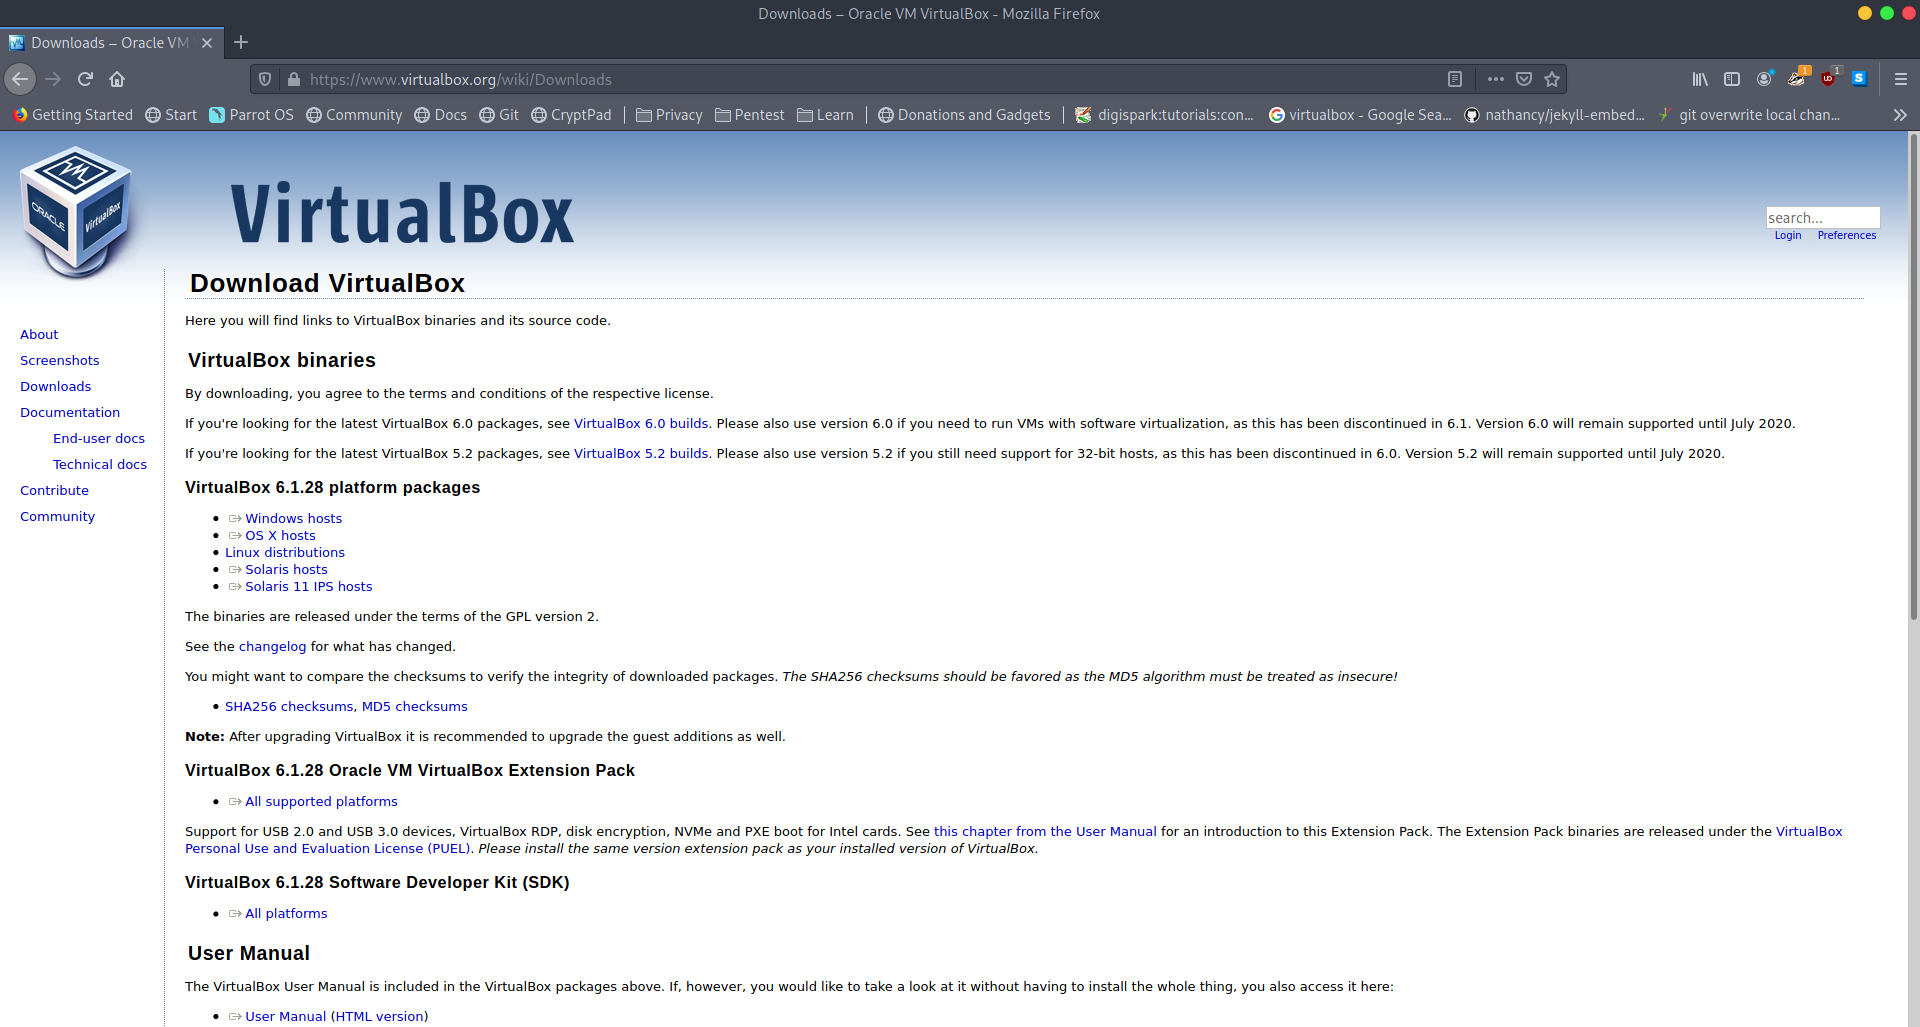 Downloads – Oracle VM VirtualBox - Mozilla Firefox
Downloads – Oracle VM
https://www.virtualbox.org/wiki/Downloads
1
1
Getting Started Start Parrot OS Community Docs Git CryptPad Privacy Pentest Learn Donations and Gadgets digispark:tutorials:con... virtualbox - Google Sea... nathancy/jekyll-embed... git overwrite local chan...
ORACLE
VirtualBox
VirtualBox
search...
Login Preferences
Download VirtualBox
Here you will find links to VirtualBox binaries and its source code.
About
Screenshots
Downloads
Documentation
End-user docs
Technical docs
Contribute
Community
VirtualBox binaries
By downloading, you agree to the terms and conditions of the respective license.
If you're looking for the latest VirtualBox 6.0 packages, see VirtualBox 6.0 builds. Please also use version 6.0 if you need to run VMs with software virtualization, as this has been discontinued in 6.1. Version 6.0 will remain supported until July 2020.
If you're looking for the latest VirtualBox 5.2 packages, see VirtualBox 5.2 builds. Please also use version 5.2 if you still need support for 32-bit hosts, as this has been discontinued in 6.0. Version 5.2 will remain supported until July 2020.
VirtualBox 6.1.28 platform packages
Windows hosts
OS X hosts
Linux distributions
Solaris hosts
Solaris 11 IPS hosts
The binaries are released under the terms of the GPL version 2.
See the changelog for what has changed.
You might want to compare the checksums to verify the integrity of downloaded packages. The SHA256 checksums should be favored as the MD5 algorithm must be treated as insecure!
SHA256 checksums, MD5 checksums
Note: After upgrading VirtualBox it is recommended to upgrade the guest additions as well.
VirtualBox 6.1.28 Oracle VM VirtualBox Extension Pack
All supported platforms
Support for USB 2.0 and USB 3.0 devices, VirtualBox RDP, disk encryption, NVMe and PXE boot for Intel cards. See this chapter from the User Manual for an introduction to this Extension Pack. The Extension Pack binaries are released under the VirtualBox
Personal Use and Evaluation License (PUEL). Please install the same version extension pack as your installed version of VirtualBox.
VirtualBox 6.1.28 Software Developer Kit (SDK)
All platforms
User Manual
The VirtualBox User Manual is included in the VirtualBox packages above. If, however, you would like to take a look at it without having to install the whole thing, you also access it here:
User Manual (HTML version)